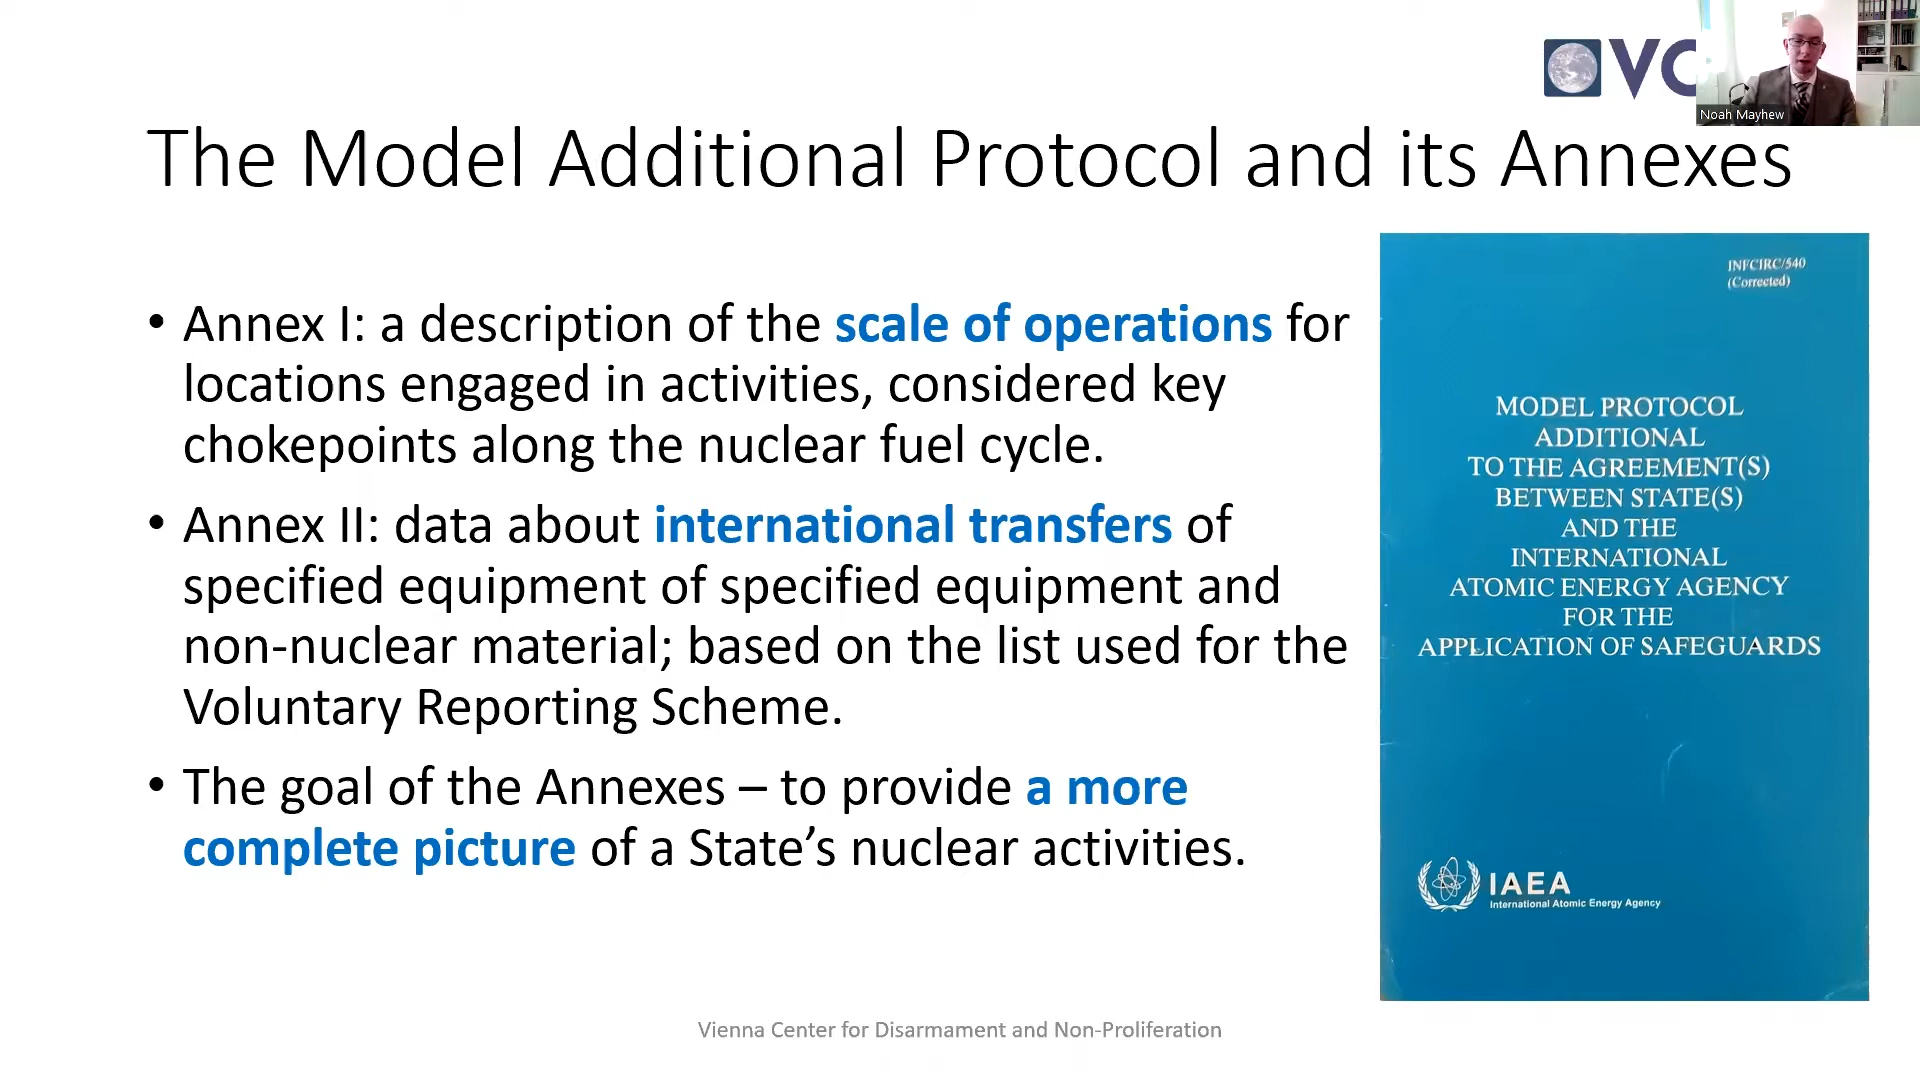 VC
Noah Mayhew
The Model Additional Protocol and its Annexes
• Annex I: a description of the scale of operations for
locations engaged in activities, considered key
chokepoints along the nuclear fuel cycle.
• Annex II: data about international transfers of
specified equipment of specified equipment and
non-nuclear material; based on the list used for the
Voluntary Reporting Scheme.
• The goal of the Annexes – to provide a more
complete picture of a State’s nuclear activities.
INFCIRC/540
(Corrected)
MODEL PROTOCOL
ADDITIONAL
TO THE AGREEMENT(S)
BETWEEN STATE(S)
AND THE
INTERNATIONAL
ATOMIC ENERGY AGENCY
FOR THE
APPLICATION OF SAFEGUARDS
IAEA
International Atomic Energy Agency
Vienna Center for Disarmament and Non-Proliferation